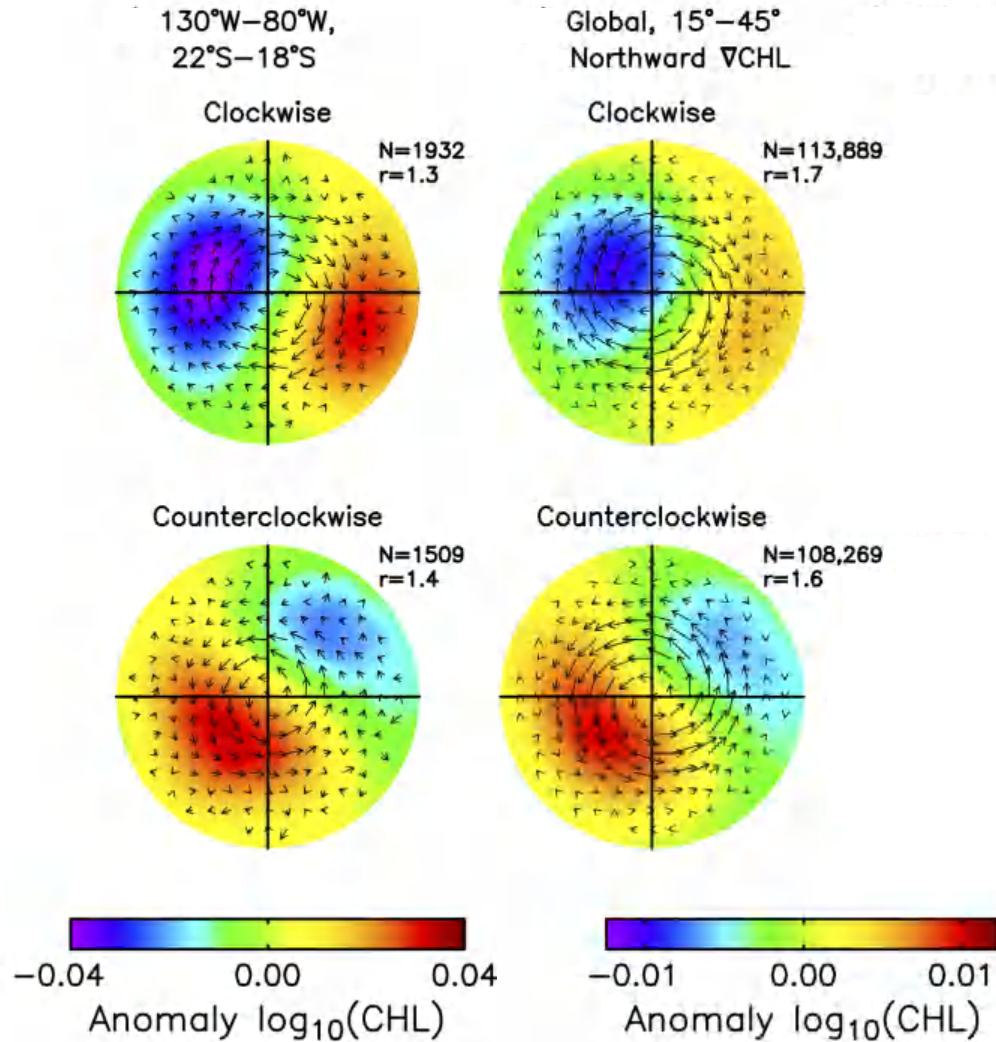 130°W–80°W,
22°S–18°S
Global, 15°–45°
Northward ∇CHL
Clockwise
N=1932
r=1.3
Clockwise
N=113,889
r=1.7
Counterclockwise
N=1509
r=1.4
Counterclockwise
N=108,269
r=1.6
−0.04 0.00 0.04
Anomaly log10(CHL)
−0.01 0.00 0.01
Anomaly log10(CHL)